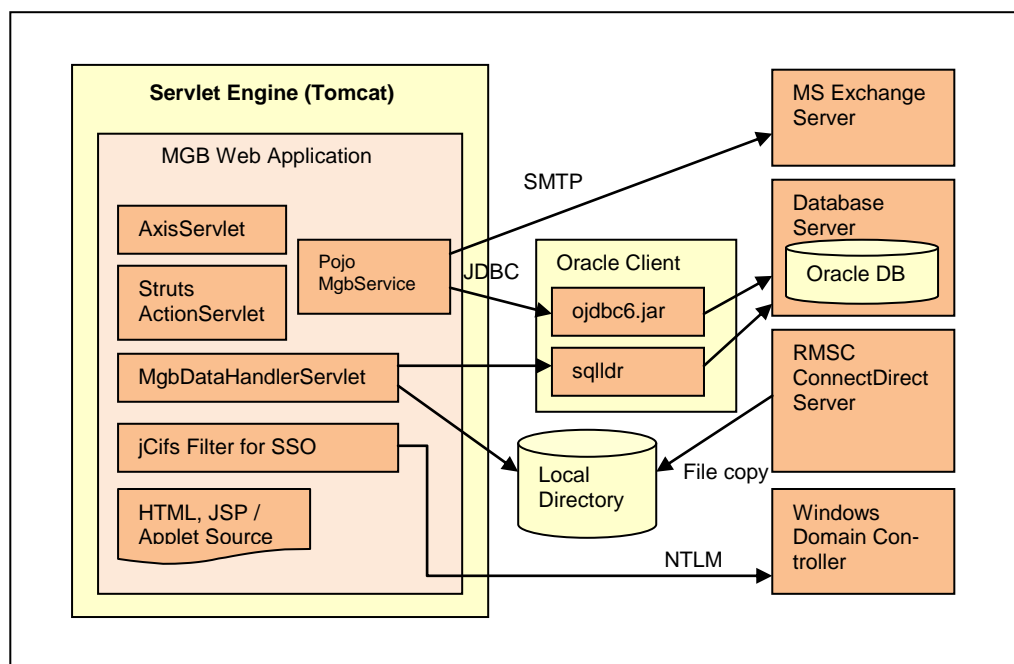 Servlet Engine (Tomcat)
MGB Web Application
AxisServlet
Struts
ActionServlet
Pojo
MgbService
MgbDataHandlerServlet
jCifs Filter for SSO
HTML, JSP /
Applet Source
SMTP
JDBC
Oracle Client
ojdbc6.jar
sqlldr
Local
Directory
File copy
NTLM
MS Exchange
Server
Database
Server
Oracle DB
RMSC
ConnectDirect
Server
Windows
Domain Con-
troller